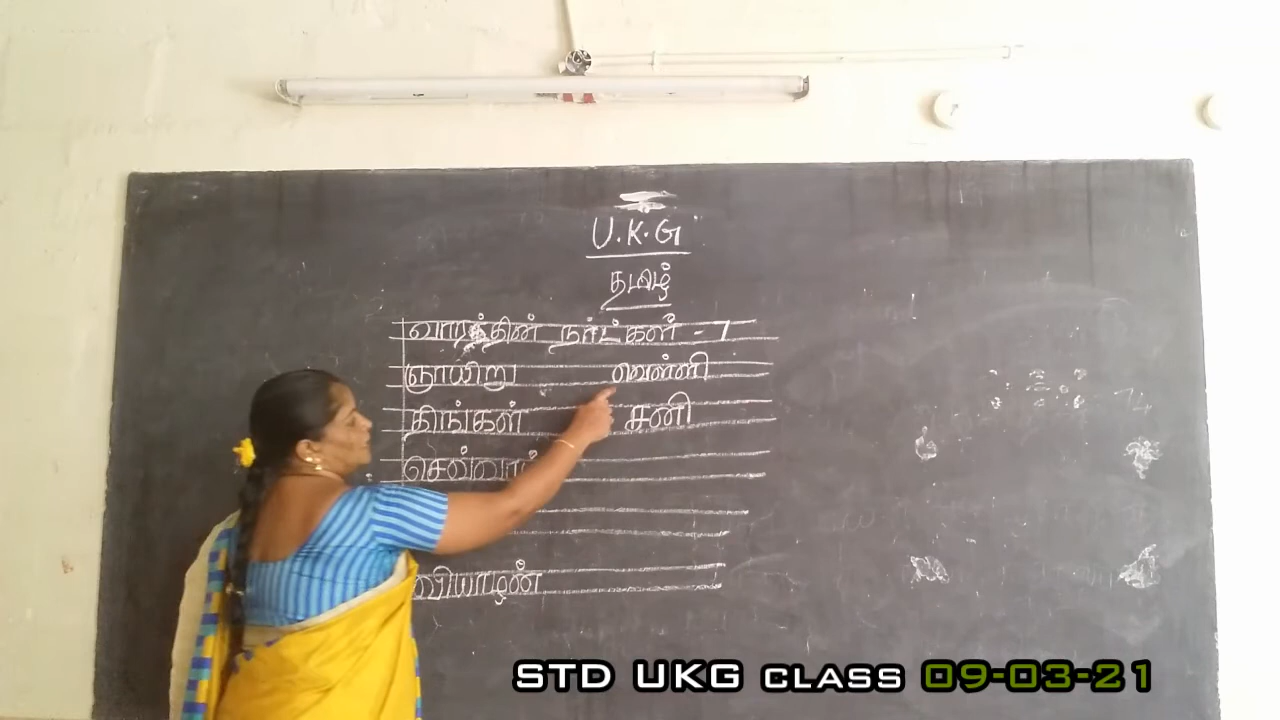 U.K.G
தமிழ்
வாரத்தின் நாட்கள் - 7
ஞாயிறு வெள்ளி
திங்கள் சனி
செவ்வாய்
வியாழன்
STD UKG CLASS 09-03-21